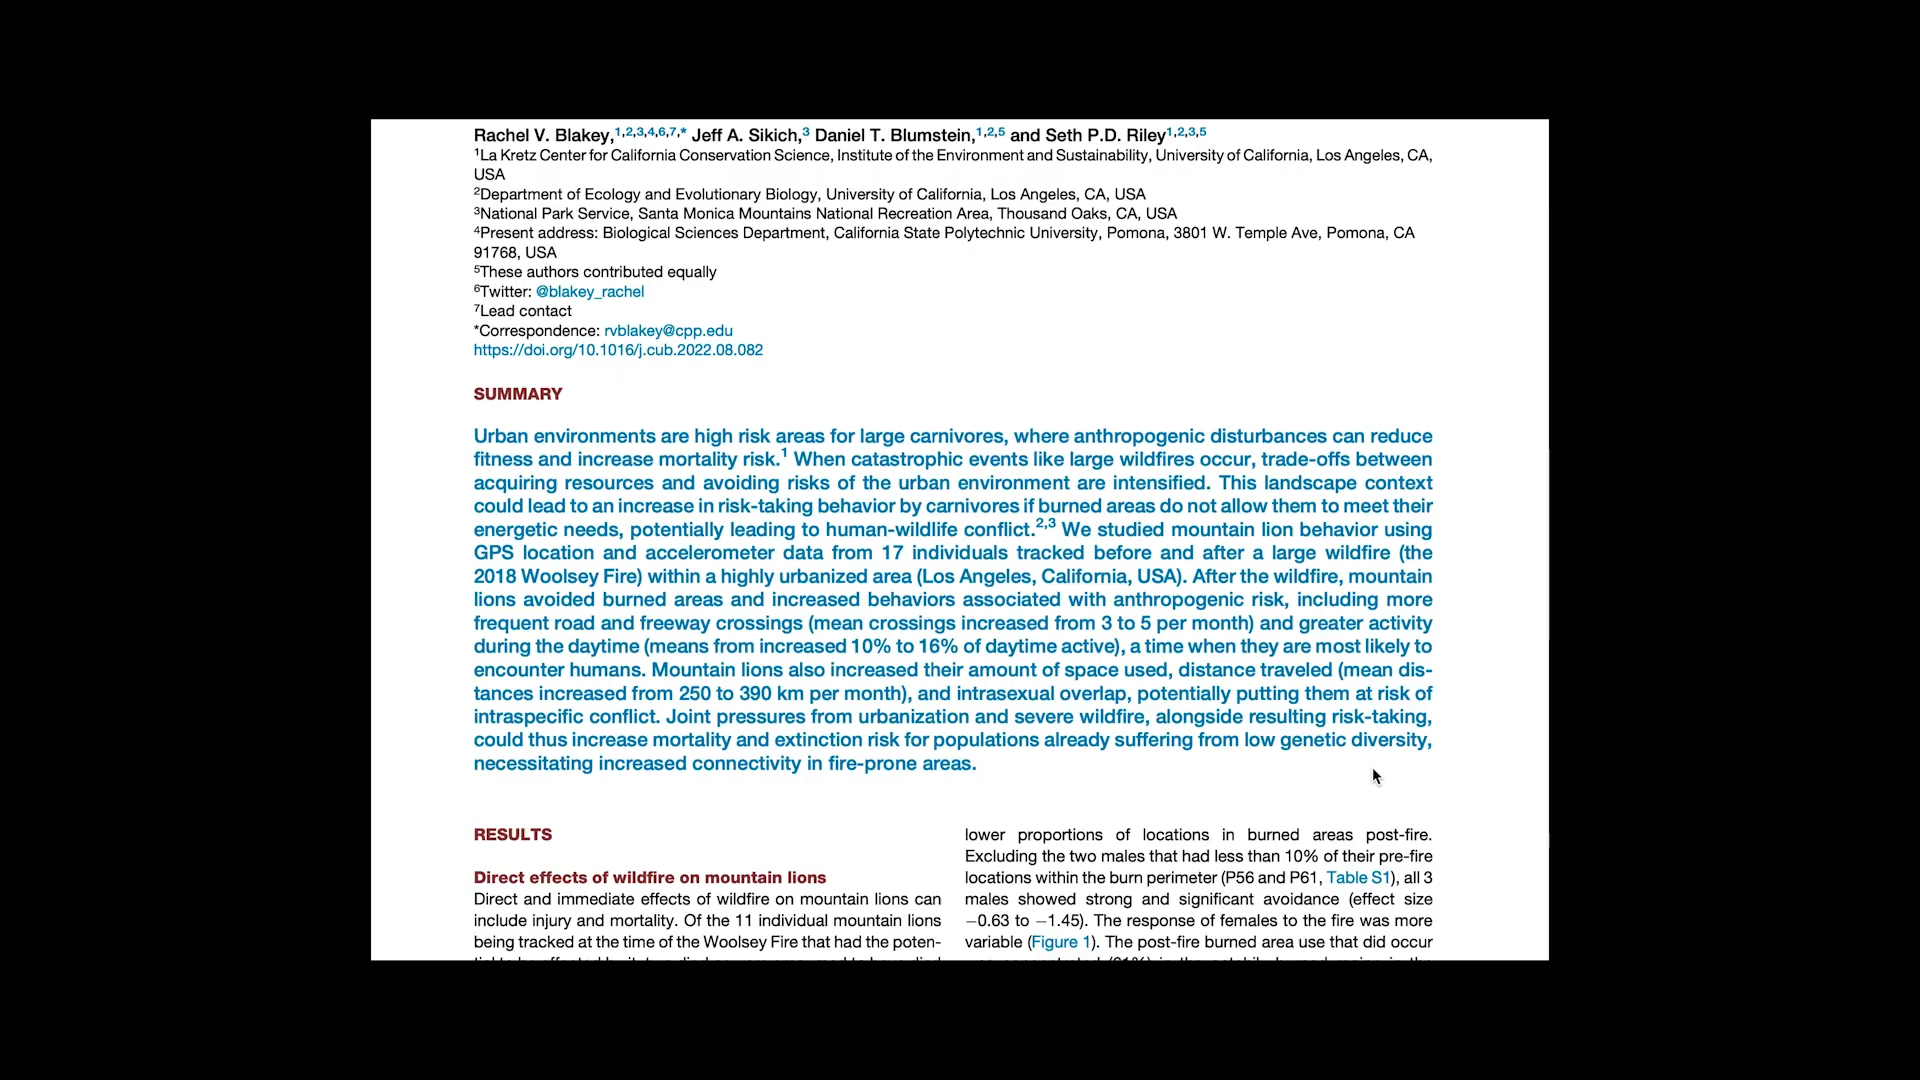 Rachel V. Blakey,1,2,3,4,6,7,* Jeff A. Sikich,3 Daniel T. Blumstein,1,2,5 and Seth P.D. Riley1,2,3,5
1La Kretz Center for California Conservation Science, Institute of the Environment and Sustainability, University of California, Los Angeles, CA,
USA
2Department of Ecology and Evolutionary Biology, University of California, Los Angeles, CA, USA
3National Park Service, Santa Monica Mountains National Recreation Area, Thousand Oaks, CA, USA
4Present address: Biological Sciences Department, California State Polytechnic University, Pomona, 3801 W. Temple Ave, Pomona, CA
91768, USA
5These authors contributed equally
6Twitter: @blakey_rachel
7Lead contact
*Correspondence: rvblakey@cpp.edu
https://doi.org/10.1016/j.cub.2022.08.082
SUMMARY
Urban environments are high risk areas for large carnivores, where anthropogenic disturbances can reduce
fitness and increase mortality risk.1 When catastrophic events like large wildfires occur, trade-offs between
acquiring resources and avoiding risks of the urban environment are intensified. This landscape context
could lead to an increase in risk-taking behavior by carnivores if burned areas do not allow them to meet their
energetic needs, potentially leading to human-wildlife conflict.2,3 We studied mountain lion behavior using
GPS location and accelerometer data from 17 individuals tracked before and after a large wildfire (the
2018 Woolsey Fire) within a highly urbanized area (Los Angeles, California, USA). After the wildfire, mountain
lions avoided burned areas and increased behaviors associated with anthropogenic risk, including more
frequent road and freeway crossings (mean crossings increased from 3 to 5 per month) and greater activity
during the daytime (means from increased 10% to 16% of daytime active), a time when they are most likely to
encounter humans. Mountain lions also increased their amount of space used, distance traveled (mean dis-
tances increased from 250 to 390 km per month), and intrasexual overlap, potentially putting them at risk of
intraspecific conflict. Joint pressures from urbanization and severe wildfire, alongside resulting risk-taking,
could thus increase mortality and extinction risk for populations already suffering from low genetic diversity,
necessitating increased connectivity in fire-prone areas.
RESULTS
Direct effects of wildfire on mountain lions
Direct and immediate effects of wildfire on mountain lions can
include injury and mortality. Of the 11 individual mountain lions
being tracked at the time of the Woolsey Fire that had the poten-
lower proportions of locations in burned areas post-fire.
Excluding the two males that had less than 10% of their pre-fire
locations within the burn perimeter (P56 and P61, Table S1), all 3
males showed strong and significant avoidance (effect size
−0.63 to −1.45). The response of females to the fire was more
variable (Figure 1). The post-fire burned area use that did occur